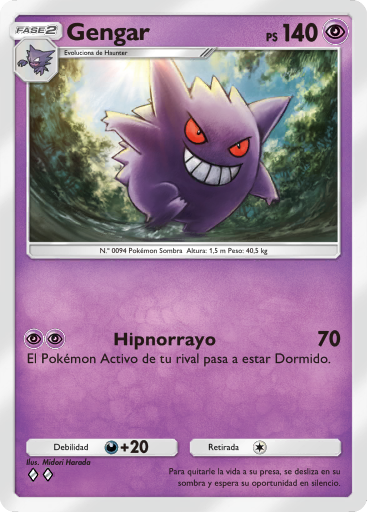 FASE 2
Gengar
PS 140
Evoluciona de Haunter
N.º 0094 Pokémon Sombra Altura: 1,5 m Peso: 40,5 kg
Hipnorrayo 70
El Pokémon Activo de tu rival pasa a estar Dormido.
Debilidad +20
Retirada
Ilus. Midori Harada
Para quitarle la vida a su presa, se desliza en
su sombra y espera su oportunidad en silencio.